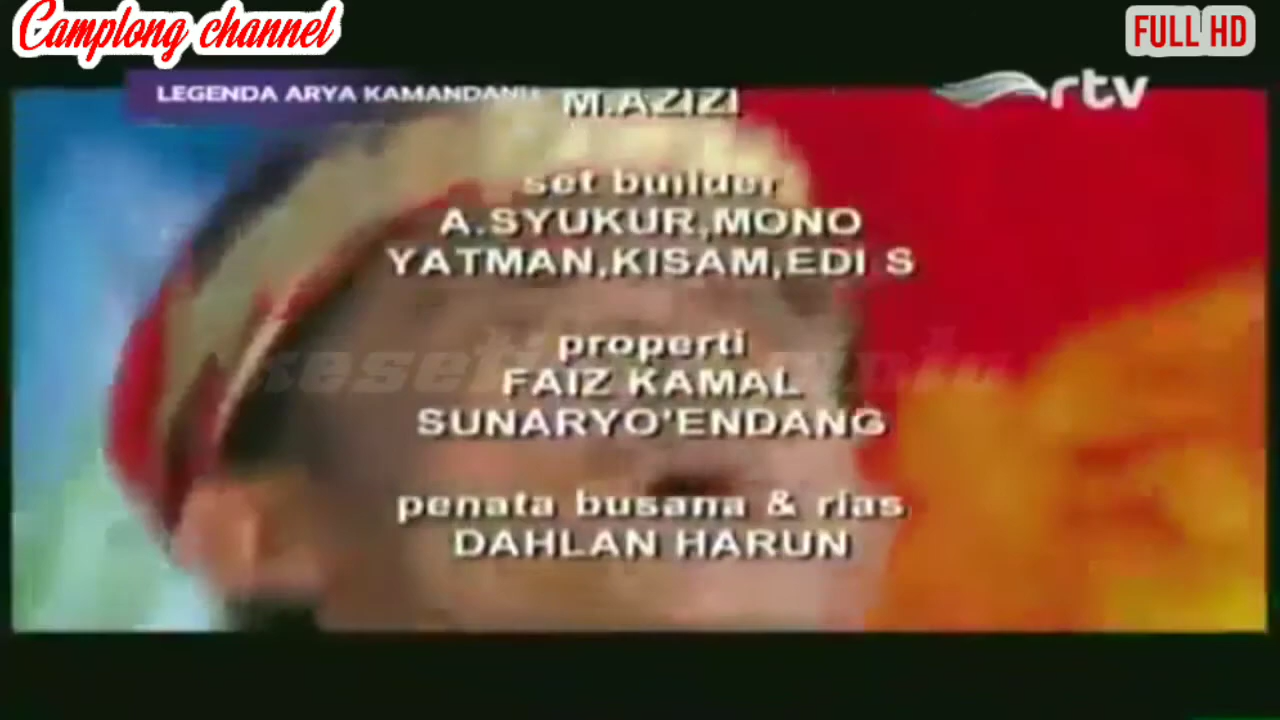 Camplong channel
FULL HD
LEGENDA ARYA KAMANDANU
rtv
M.AZIZI
set builder
A.SYUKUR,MONO
YATMAN,KISAM,EDI S
properti
FAIZ KAMAL
SUNARYO'ENDANG
penata busana & rias
DAHLAN HARUN